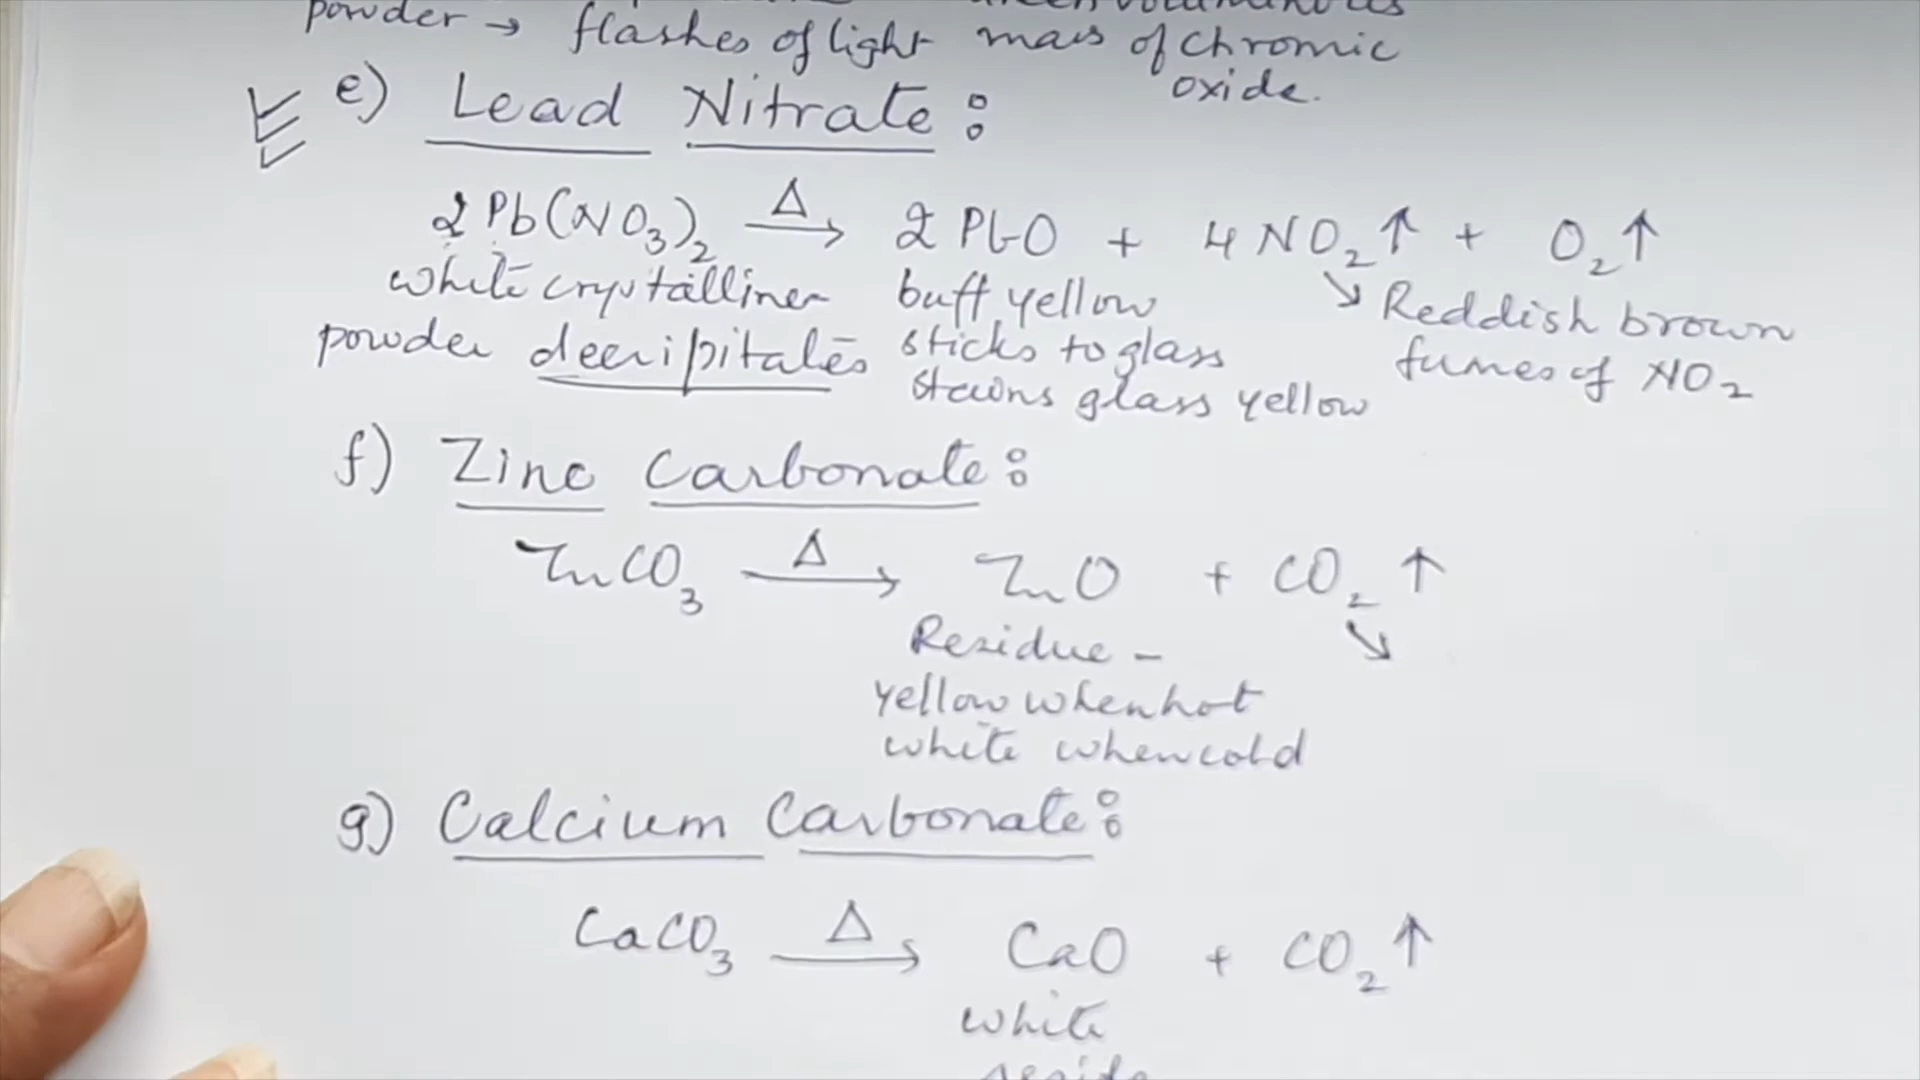 powder → flashes of light mass of chromic
oxide.
e) Lead Nitrate:
2Pb(NO₃)₂ Δ→ 2PbO + 4NO₂↑ + O₂↑
white crystalline buff yellow ↘ Reddish brown
powder decripitates sticks to glass fumes of NO₂
stains glass yellow
f) Zinc Carbonate:
ZnCO₃ Δ→ ZnO + CO₂↑
↘
Residue -
yellow when hot
white when cold
g) Calcium Carbonate:
CaCO₃ Δ→ CaO + CO₂↑
white